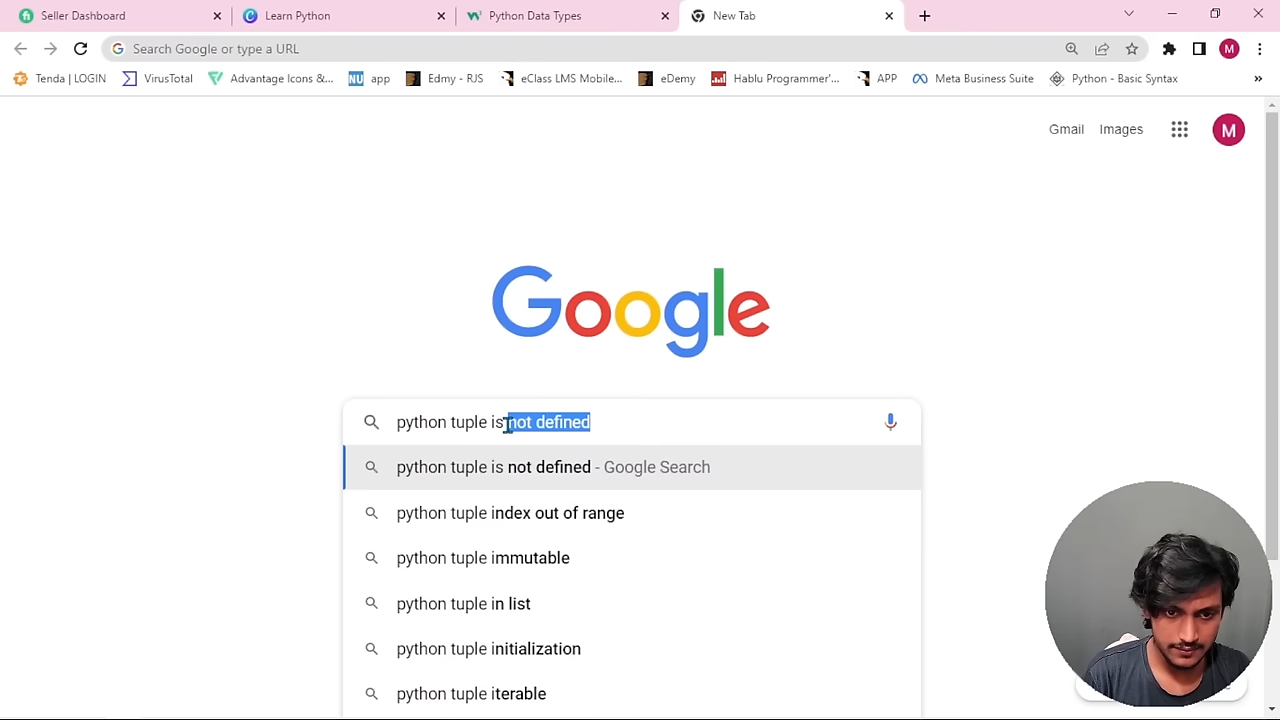 Seller Dashboard
Learn Python
Python Data Types
New Tab
Search Google or type a URL
M
Tenda | LOGIN
VirusTotal
Advantage Icons &...
NU app
Edmy - RJS
eClass LMS Mobile...
eDemy
Hablu Programmer'...
APP
Meta Business Suite
Python - Basic Syntax
»
Gmail
Images
M
Google
python tuple is not defined
python tuple is not defined - Google Search
python tuple index out of range
python tuple immutable
python tuple in list
python tuple initialization
python tuple iterable